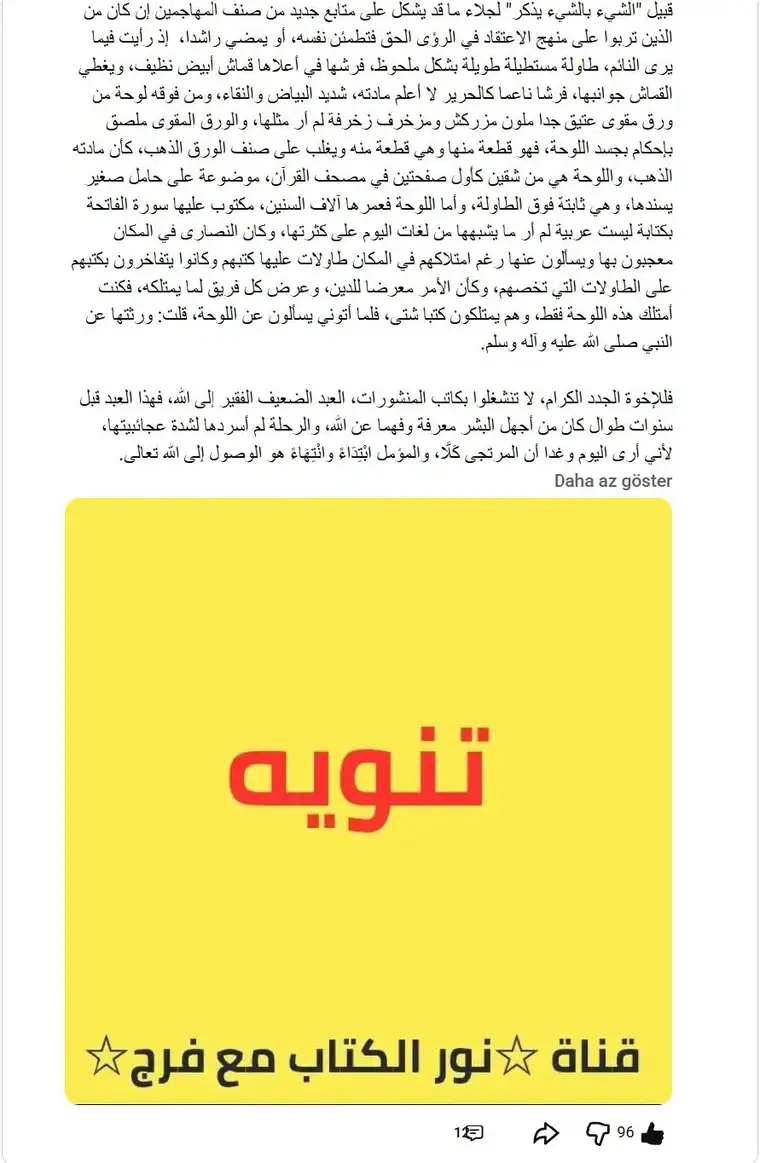 قبيل "الشيء بالشيء يذكر" لجلاء ما قد يشكل على متابع جديد من صنف المهاجمين إن كان من
الذين تربوا على منهج الاعتقاد في الرؤى الحق فتطمئن نفسه، أو يمضي راشدا، إذ رأيت فيما
يرى النائم، طاولة مستطيلة طويلة بشكل ملحوظ، فرشها في أعلاها قماش أبيض نظيف، ويغطي
القماش جوانبها، فرشا ناعما كالحرير لا أعلم مادته، شديد البياض والنقاء، ومن فوقه لوحة من
ورق مقوى عتيق جدا ملون مزركش ومزخرف زخرفة لم أر مثلها، والورق المقوى ملصق
بإحكام بجسد اللوحة، فهو قطعة منها وهي قطعة منه ويغلب على صنف الورق الذهب، كأن مادته
الذهب، واللوحة هي من شقين كأول صفحتين في مصحف القرآن، موضوعة على حامل صغير
يسندها، وهي ثابتة فوق الطاولة، وأما اللوحة فعمرها آلاف السنين، مكتوب عليها سورة الفاتحة
بكتابة ليست عربية لم أر ما يشبهها من لغات اليوم على كثرتها، وكان النصارى في المكان
معجبون بها ويسألون عنها رغم امتلاكهم في المكان طاولات عليها كتبهم وكانوا يتفاخرون بكتبهم
على الطاولات التي تخصهم، وكأن الأمر معرضا للدين، وعرض كل فريق لما يمتلكه، فكنت
أمتلك هذه اللوحة فقط، وهم يمتلكون كتبا شتى، فلما أتوني يسألون عن اللوحة، قلت: ورثتها عن
النبي صلى الله عليه وآله وسلم.
فللإخوة الجدد الكرام، لا تنشغلوا بكاتب المنشورات، العبد الضعيف الفقير إلى الله، فهذا العبد قبل
سنوات طوال كان من أجهل البشر معرفة وفهما عن الله، والرحلة لم أسردها لشدة عجائبيتها،
لأني أرى اليوم وغدا أن المرتجى كَلَّا، والمؤمل ابْتِدَاءً وانْتِهَاءً هو الوصول إلى الله تعالى.
Daha az göster
تنويه
قناة ☆نور الكتاب مع فرج☆
96
12